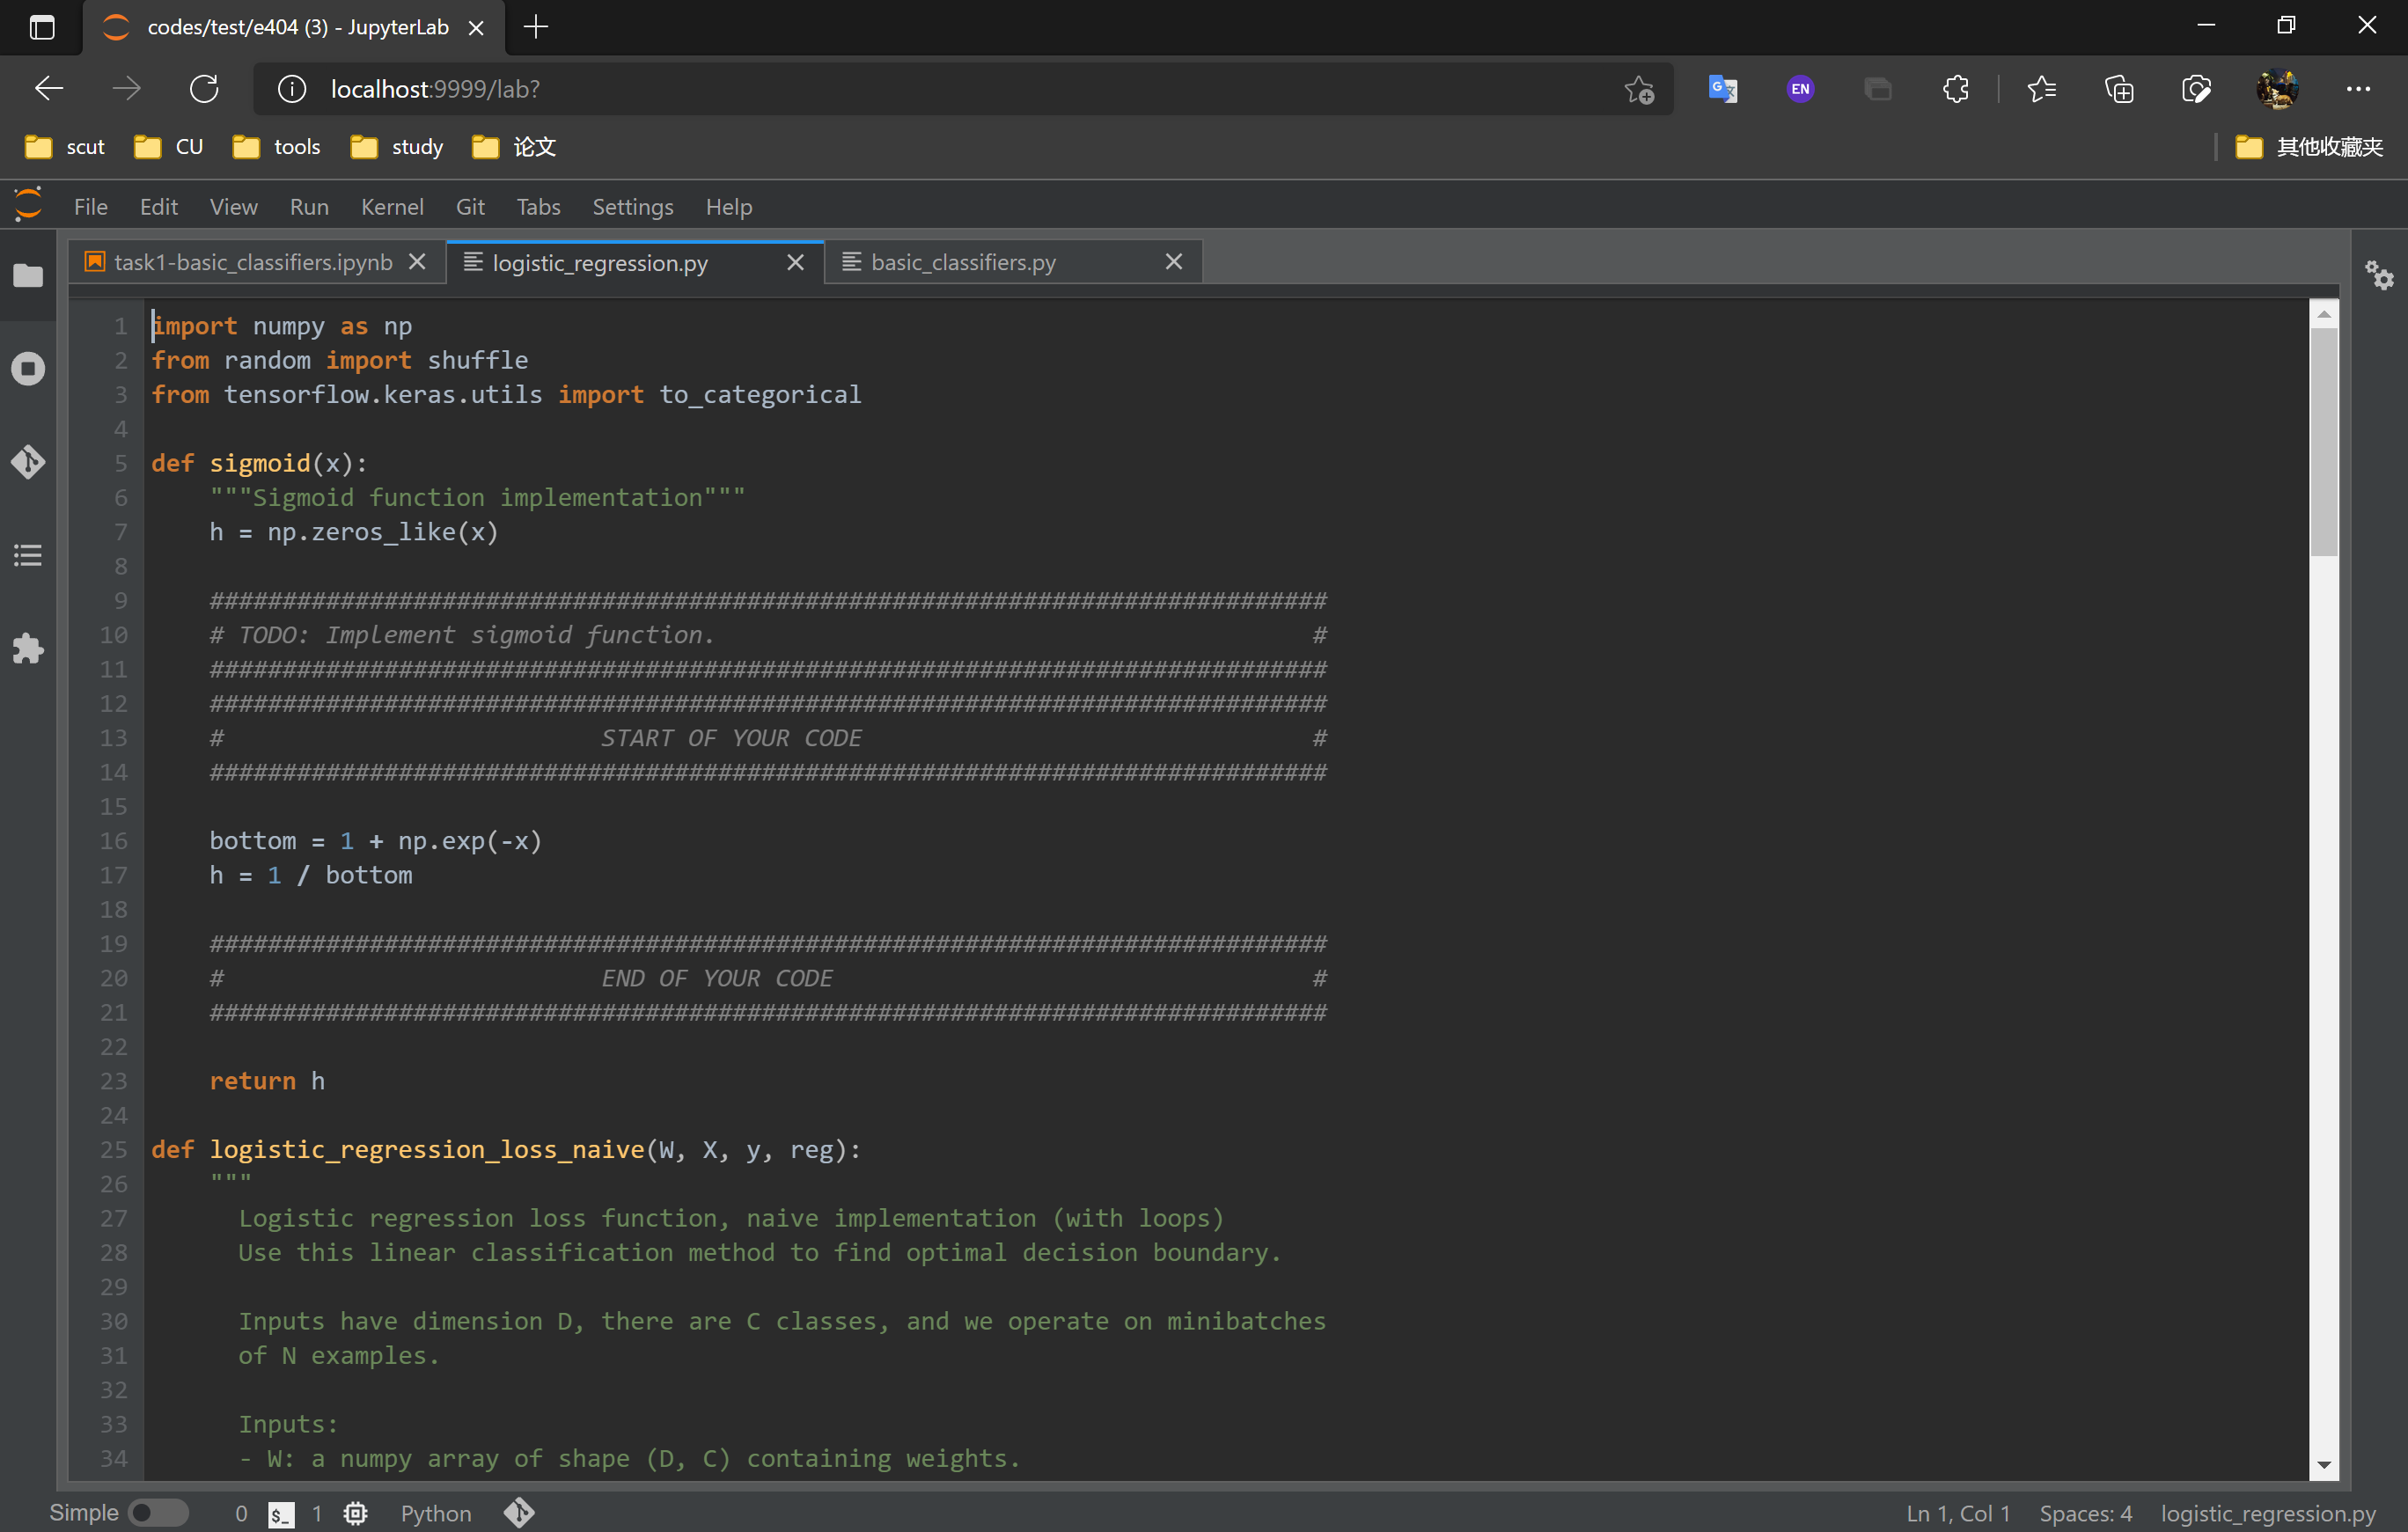 codes/test/e404 (3) - JupyterLab
localhost:9999/lab?
EN
scut CU tools study 论文 其他收藏夹
File Edit View Run Kernel Git Tabs Settings Help
task1-basic_classifiers.ipynb logistic_regression.py basic_classifiers.py
1 import numpy as np
2 from random import shuffle
3 from tensorflow.keras.utils import to_categorical
4
5 def sigmoid(x):
6     """Sigmoid function implementation"""
7     h = np.zeros_like(x)
8
9     #############################################################################
10     # TODO: Implement sigmoid function.                                         #
11     #############################################################################
12     #############################################################################
13     #                          START OF YOUR CODE                               #
14     #############################################################################
15
16     bottom = 1 + np.exp(-x)
17     h = 1 / bottom
18
19     #############################################################################
20     #                          END OF YOUR CODE                                 #
21     #############################################################################
22
23     return h
24
25 def logistic_regression_loss_naive(W, X, y, reg):
26     """
27       Logistic regression loss function, naive implementation (with loops)
28       Use this linear classification method to find optimal decision boundary.
29
30       Inputs have dimension D, there are C classes, and we operate on minibatches
31       of N examples.
32
33       Inputs:
34       - W: a numpy array of shape (D, C) containing weights.
Simple 0 $_ 1 Python Ln 1, Col 1 Spaces: 4 logistic_regression.py